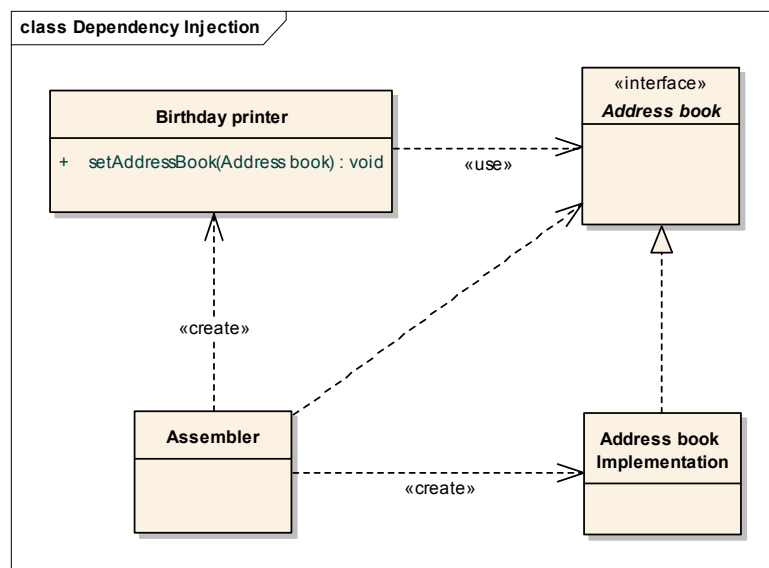 class Dependency Injection
Birthday printer
+ setAddressBook(Address book) : void
«use»
«interface»
Address book
«create»
Assembler
«create»
Address book
Implementation